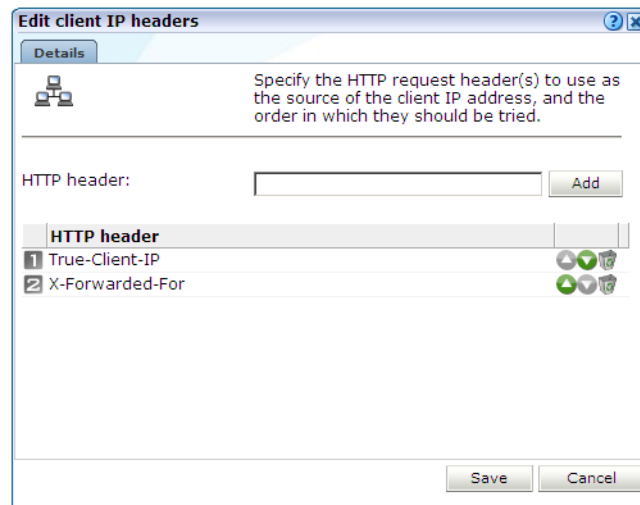 Edit client IP headers
Details
Specify the HTTP request header(s) to use as
the source of the client IP address, and the
order in which they should be tried.
HTTP header:
Add
HTTP header
1 True-Client-IP
2 X-Forwarded-For
Save Cancel